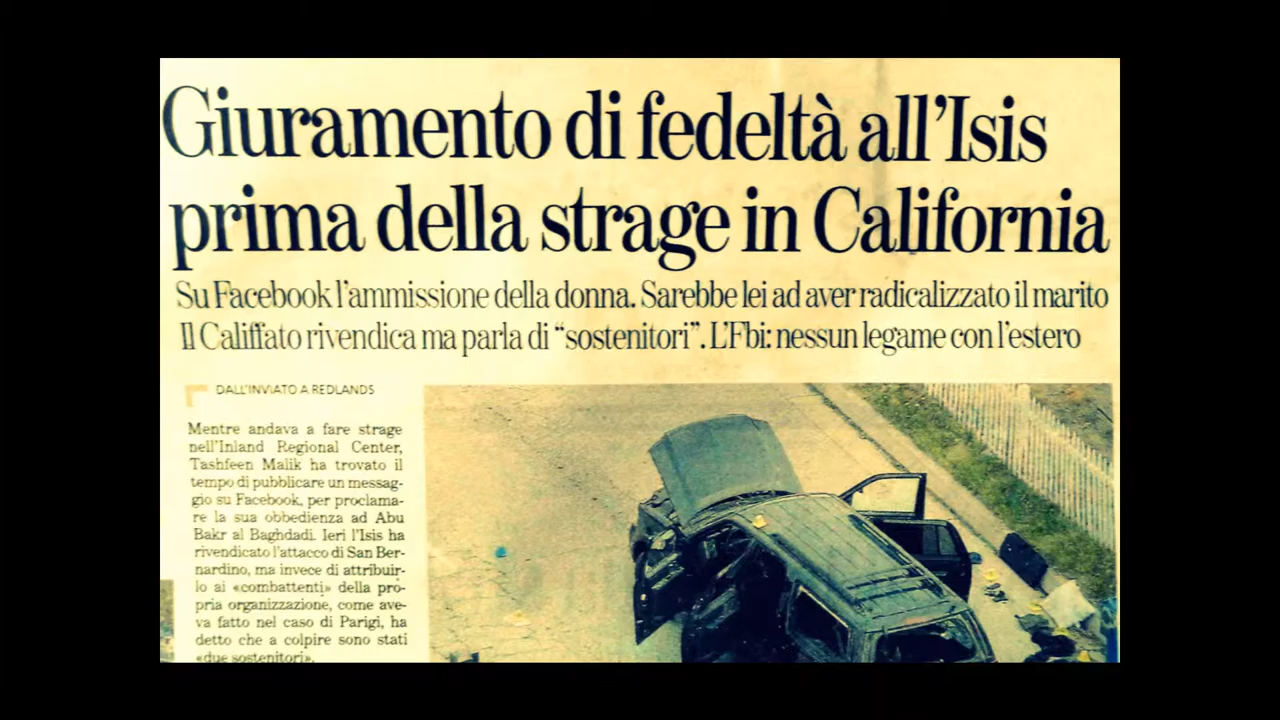 Giuramento di fedeltà all'Isis
prima della strage in California
Su Facebook l'ammissione della donna. Sarebbe lei ad aver radicalizzato il marito
Il Califfato rivendica ma parla di “sostenitori”. L'Fbi: nessun legame con l'estero
DALL'INVIATO A REDLANDS
Mentre andava a fare strage
nell'Inland Regional Center,
Tashfeen Malik ha trovato il
tempo di pubblicare un messag-
gio su Facebook, per proclama-
re la sua obbedienza ad Abu
Bakr al Baghdadi. Ieri l'Isis ha
rivendicato l'attacco di San Ber-
nardino, ma invece di attribuir-
lo ai «combattenti» della pro-
pria organizzazione, come ave-
va fatto nel caso di Parigi, ha
detto che a colpire sono stati
«due sostenitori».